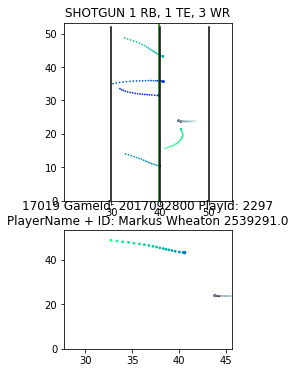 SHOTGUN 1 RB, 1 TE, 3 WR
50
40
30
20
10
0
30 40 50
17019 GameId: 2017092800 PlayId: 2297
PlayerName + ID: Markus Wheaton 2539291.0
40
20
0
30 35 40 45